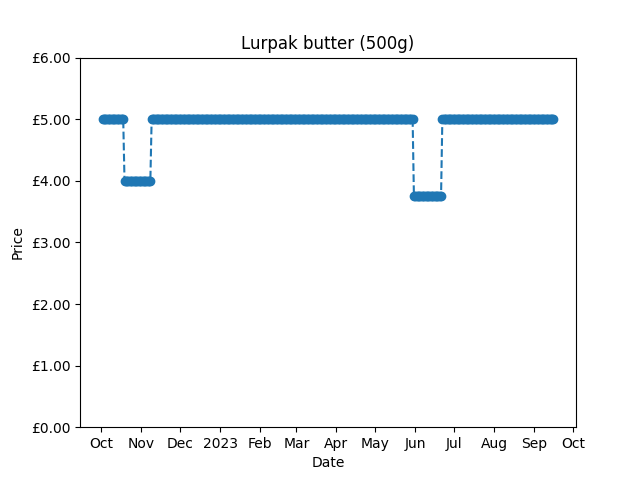 Lurpak butter (500g)
£6.00
£5.00
£4.00
£3.00
£2.00
£1.00
£0.00
Price
Oct Nov Dec 2023 Feb Mar Apr May Jun Jul Aug Sep Oct
Date